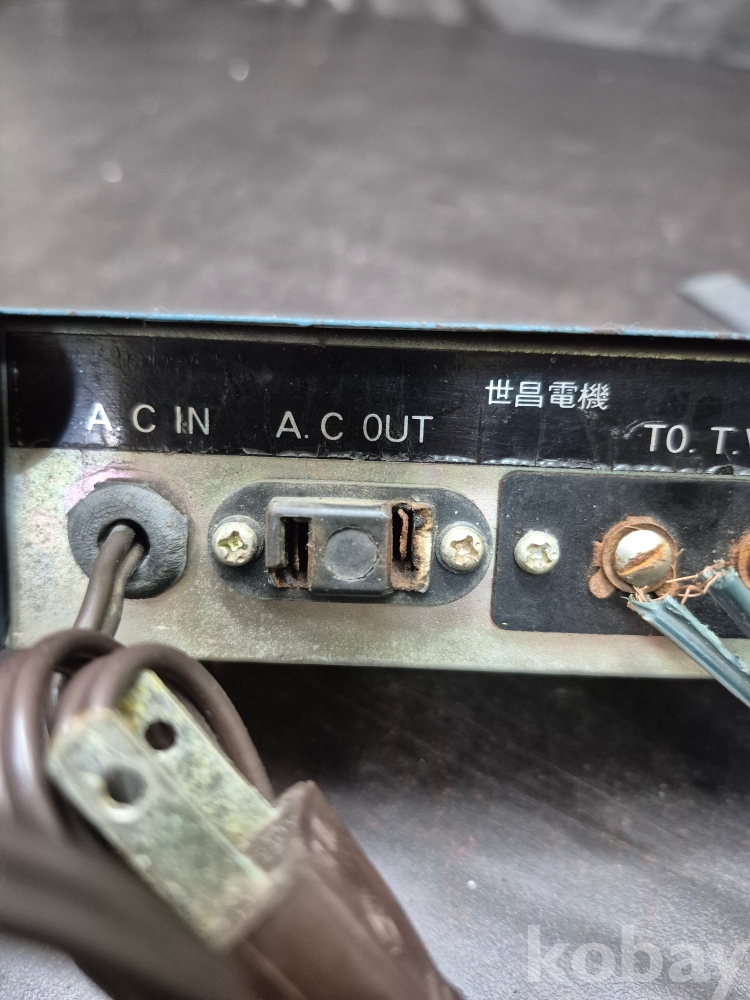 世昌電機
A.C IN
A.C OUT
TO. T.V
kobay